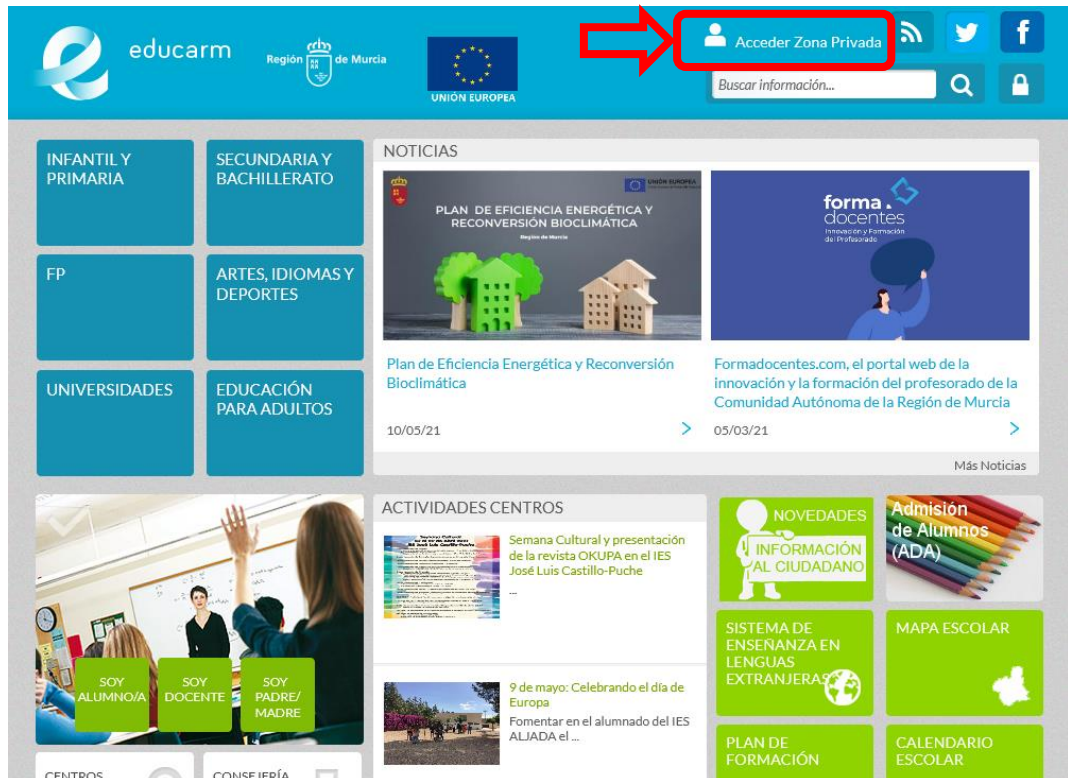 educarm
Región de Murcia
UNIÓN EUROPEA
Acceder Zona Privada
Buscar información...
INFANTIL Y
PRIMARIA
SECUNDARIA Y
BACHILLERATO
FP
ARTES, IDIOMAS Y
DEPORTES
UNIVERSIDADES
EDUCACIÓN
PARA ADULTOS
NOTICIAS
UNIÓN EUROPEA
PLAN DE EFICIENCIA ENERGÉTICA Y
RECONVERSIÓN BIOCLIMÁTICA
Región de Murcia
Plan de Eficiencia Energética y Reconversión
Bioclimática
10/05/21
forma.
docentes
Innovación y Formación
del Profesorado
Formadocentes.com, el portal web de la
innovación y la formación del profesorado de la
Comunidad Autónoma de la Región de Murcia
05/03/21
Más Noticias
SOY
ALUMNO/A
SOY
DOCENTE
SOY
PADRE/
MADRE
ACTIVIDADES CENTROS
Semana Cultural y presentación
de la revista OKUPA en el IES
José Luis Castillo-Puche
...
9 de mayo: Celebrando el día de
Europa
Fomentar en el alumnado del IES
ALJADA el ...
NOVEDADES
INFORMACIÓN
AL CIUDADANO
Admisión
de Alumnos
(ADA)
SISTEMA DE
ENSEÑANZA EN
LENGUAS
EXTRANJERAS
MAPA ESCOLAR
PLAN DE
FORMACIÓN
CALENDARIO
ESCOLAR
CENTROS
CONSEJERÍA